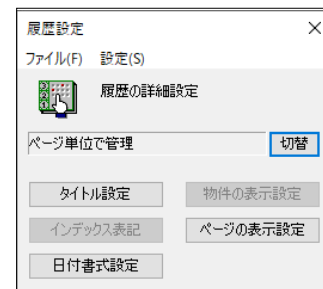 履歴設定
ファイル(F) 設定(S)
履歴の詳細設定
ページ単位で管理 切替
タイトル設定 物件の表示設定
インデックス表記 ページの表示設定
日付書式設定